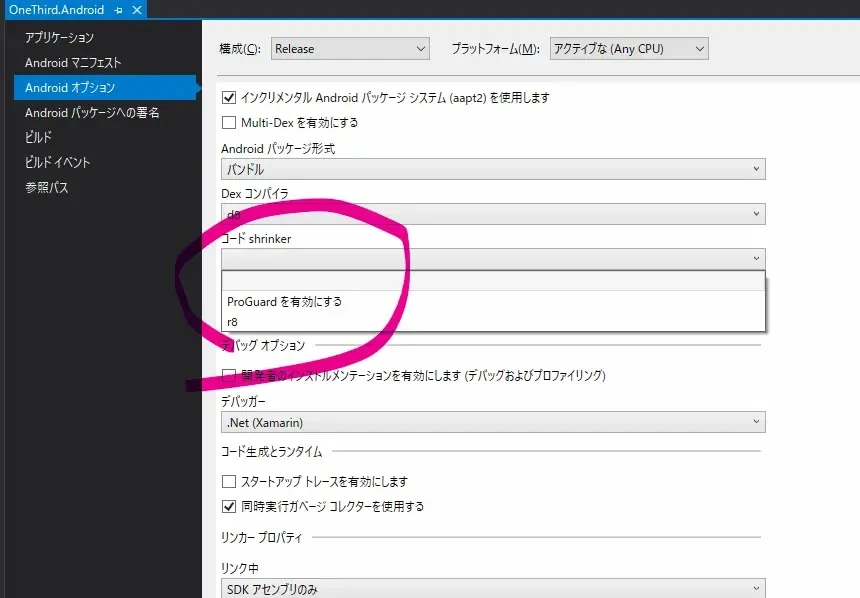 OneThird.Android
アプリケーション
Android マニフェスト
Android オプション
Android パッケージへの署名
ビルド
ビルド イベント
参照パス
構成(C): Release プラットフォーム(M): アクティブな (Any CPU)
インクリメンタル Android パッケージ システム (aapt2) を使用します
Multi-Dex を有効にする
Android パッケージ形式
バンドル
Dex コンパイラ
d8
コード shrinker
ProGuard を有効にする
r8
デバッグ オプション
開発者のインストルメンテーションを有効にします (デバッグおよびプロファイリング)
デバッガー
.Net (Xamarin)
コード生成とランタイム
スタートアップ トレースを有効にします
同時実行ガベージ コレクターを使用する
リンカー プロパティ
リンク中
SDK アセンブリのみ